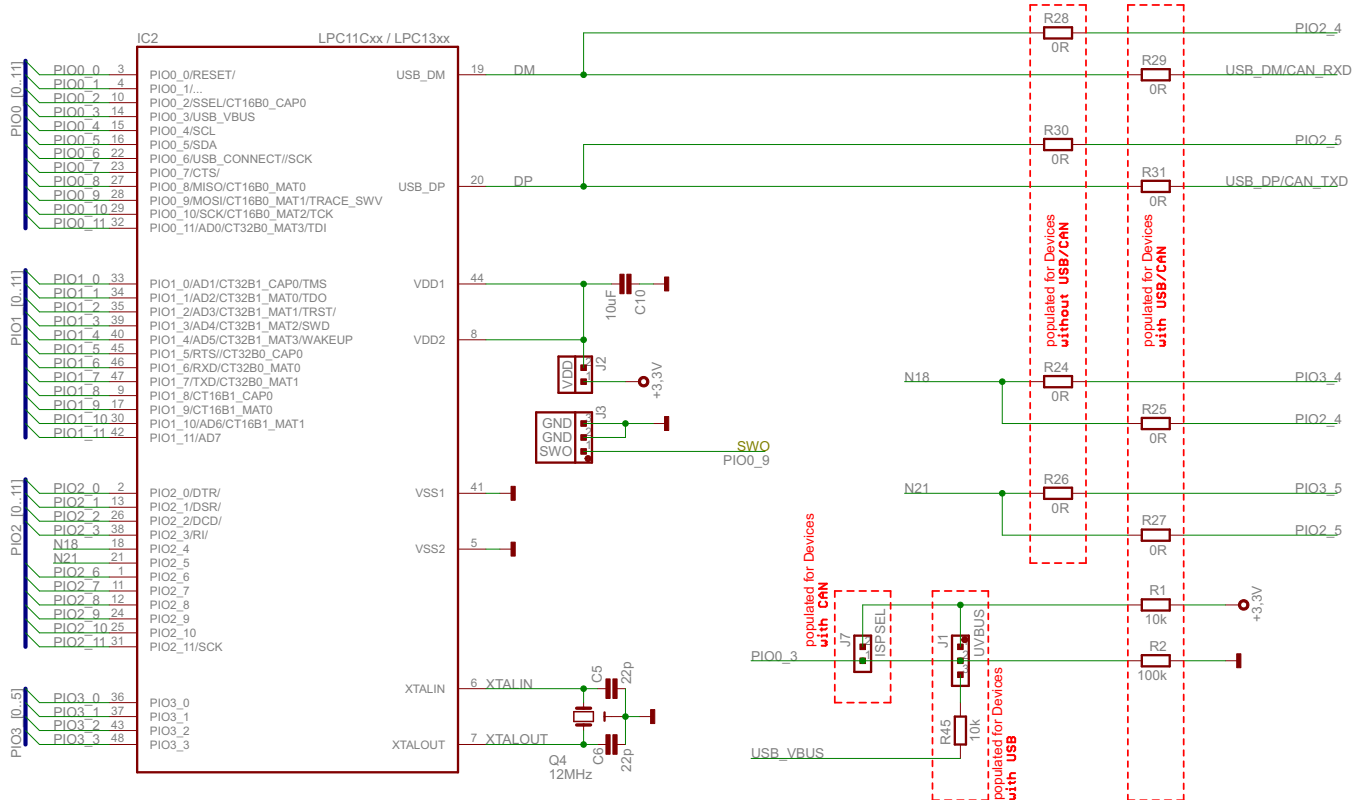 IC2
LPC11Cxx / LPC13xx
PIO0 [0..11]
PIO0_0 3 PIO0_0/RESET/
PIO0_1 4 PIO0_1/...
PIO0_2 10 PIO0_2/SSEL/CT16B0_CAP0
PIO0_3 14 PIO0_3/USB_VBUS
PIO0_4 15 PIO0_4/SCL
PIO0_5 16 PIO0_5/SDA
PIO0_6 22 PIO0_6/USB_CONNECT//SCK
PIO0_7 23 PIO0_7/CTS/
PIO0_8 27 PIO0_8/MISO/CT16B0_MAT0
PIO0_9 28 PIO0_9/MOSI/CT16B0_MAT1/TRACE_SWV
PIO0_10 29 PIO0_10/SCK/CT16B0_MAT2/TCK
PIO0_11 32 PIO0_11/AD0/CT32B0_MAT3/TDI
PIO1 [0..11]
PIO1_0 33 PIO1_0/AD1/CT32B1_CAP0/TMS
PIO1_1 34 PIO1_1/AD2/CT32B1_MAT0/TDO
PIO1_2 35 PIO1_2/AD3/CT32B1_MAT1/TRST/
PIO1_3 39 PIO1_3/AD4/CT32B1_MAT2/SWD
PIO1_4 40 PIO1_4/AD5/CT32B1_MAT3/WAKEUP
PIO1_5 45 PIO1_5/RTS//CT32B0_CAP0
PIO1_6 46 PIO1_6/RXD/CT32B0_MAT0
PIO1_7 47 PIO1_7/TXD/CT32B0_MAT1
PIO1_8 9 PIO1_8/CT16B1_CAP0
PIO1_9 17 PIO1_9/CT16B1_MAT0
PIO1_10 30 PIO1_10/AD6/CT16B1_MAT1
PIO1_11 42 PIO1_11/AD7
PIO2 [0..11]
PIO2_0 2 PIO2_0/DTR/
PIO2_1 13 PIO2_1/DSR/
PIO2_2 26 PIO2_2/DCD/
PIO2_3 38 PIO2_3/RI/
N18 18 PIO2_4
N21 21 PIO2_5
PIO2_6 1 PIO2_6
PIO2_7 11 PIO2_7
PIO2_8 12 PIO2_8
PIO2_9 24 PIO2_9
PIO2_10 25 PIO2_10
PIO2_11 31 PIO2_11/SCK
PIO3 [0..5]
PIO3_0 36 PIO3_0
PIO3_1 37 PIO3_1
PIO3_2 43 PIO3_2
PIO3_3 48 PIO3_3
USB_DM 19 DM
USB_DP 20 DP
VDD1 44
10uF
C10
VDD2 8
VDD
2
1
J2
+3,3V
J3
GND
GND
SWO
3
2
1
SWO
PIO0_9
VSS1 41
VSS2 5
XTALIN 6 XTALIN
XTALOUT 7 XTALOUT
C5
22p
C6
22p
Q4
12MHz
R28
0R
PIO2_4
R29
0R
USB_DM/CAN_RXD
R30
0R
PIO2_5
R31
0R
USB_DP/CAN_TXD
populated for Devices
without USB/CAN
populated for Devices
with USB/CAN
N18
R24
0R
PIO3_4
R25
0R
PIO2_4
N21
R26
0R
PIO3_5
R27
0R
PIO2_5
populated for Devices
with CAN
R1
10k
+3,3V
R2
100k
PIO0_3
J7
ISPSEL
J1
UVBUS
R45
10k
USB_VBUS
populated for Devices
with USB